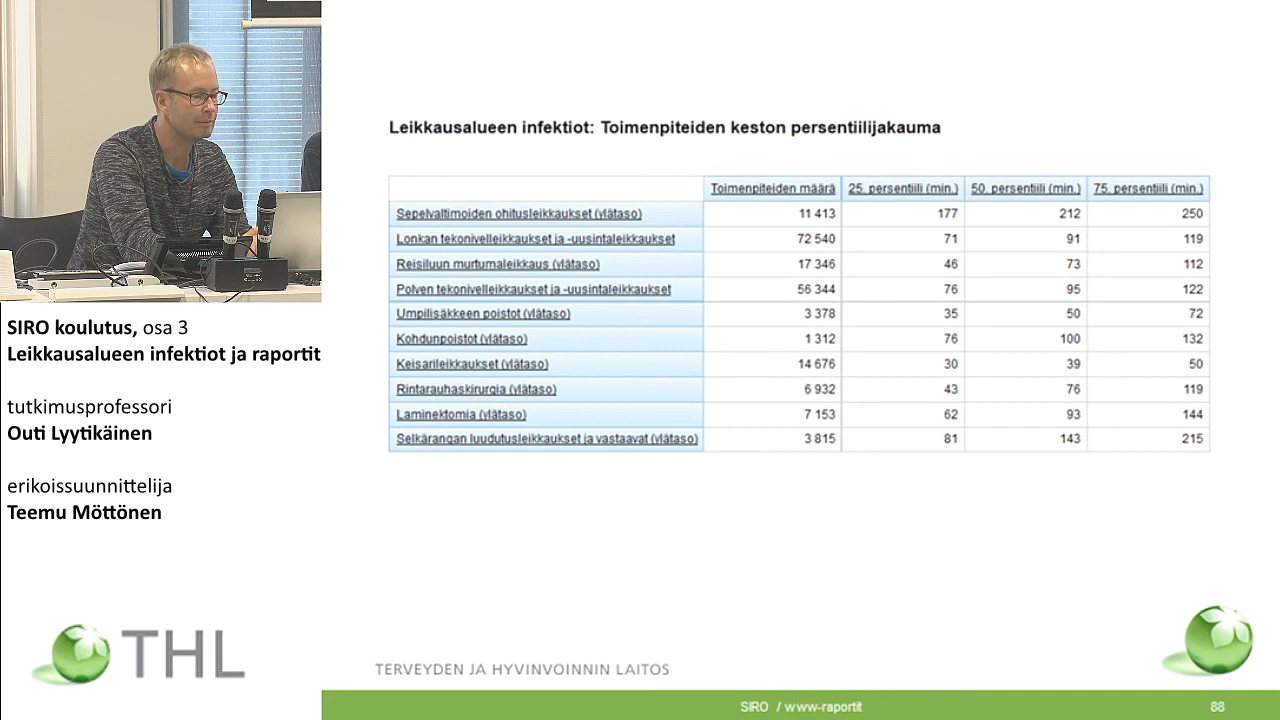 SIRO koulutus, osa 3
Leikkausalueen infektiot ja raportit
tutkimusprofessori
Outi Lyytikäinen
erikoissuunnittelija
Teemu Möttönen
THL
Leikkausalueen infektiot: Toimenpiteiden keston persentiilijakauma
Toimenpiteiden määrä 25. persentiili (min.) 50. persentiili (min.) 75. persentiili (min.)
Sepelvaltimoiden ohitusleikkaukset (ylätaso) 11 413 177 212 250
Lonkan tekonivelleikkaukset ja -uusintaleikkaukset 72 540 71 91 119
Reisiluun murtumaleikkaus (ylätaso) 17 346 46 73 112
Polven tekonivelleikkaukset ja -uusintaleikkaukset 56 344 76 95 122
Umpilisäkkeen poistot (ylätaso) 3 378 35 50 72
Kohdunpoistot (ylätaso) 1 312 76 100 132
Keisarileikkaukset (ylätaso) 14 676 30 39 50
Rintarauhaskirurgia (ylätaso) 6 932 43 76 119
Laminektomia (ylätaso) 7 153 62 93 144
Selkärangan luudutusleikkaukset ja vastaavat (ylätaso) 3 815 81 143 215
TERVEYDEN JA HYVINVOINNIN LAITOS
SIRO / www-raportit 88